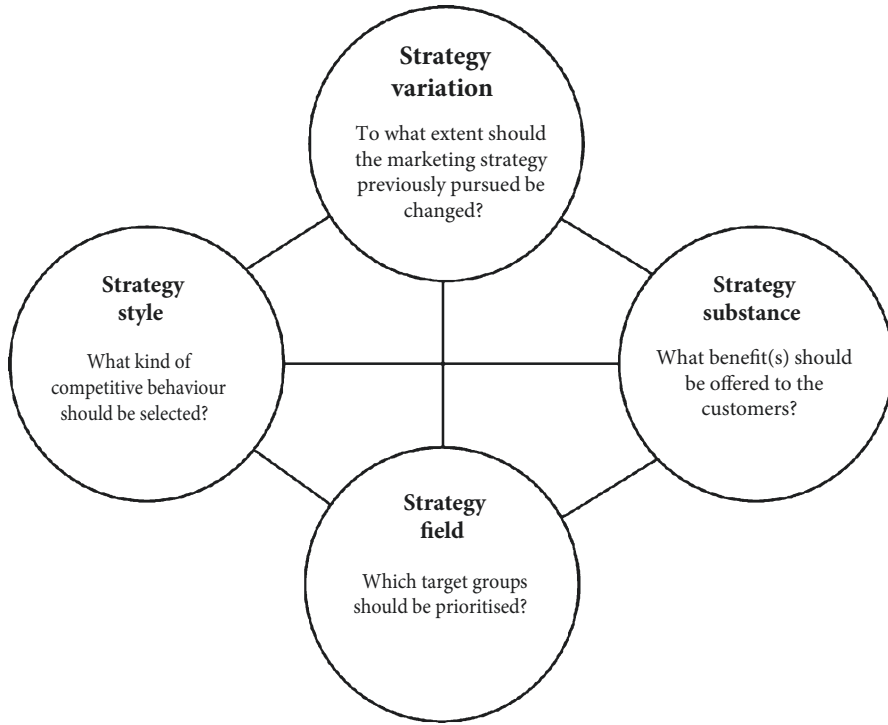 Strategy
variation
To what extent should
the marketing strategy
previously pursued be
changed?
Strategy
style
What kind of
competitive behaviour
should be selected?
Strategy
substance
What benefit(s) should
be offered to the
customers?
Strategy
field
Which target groups
should be prioritised?